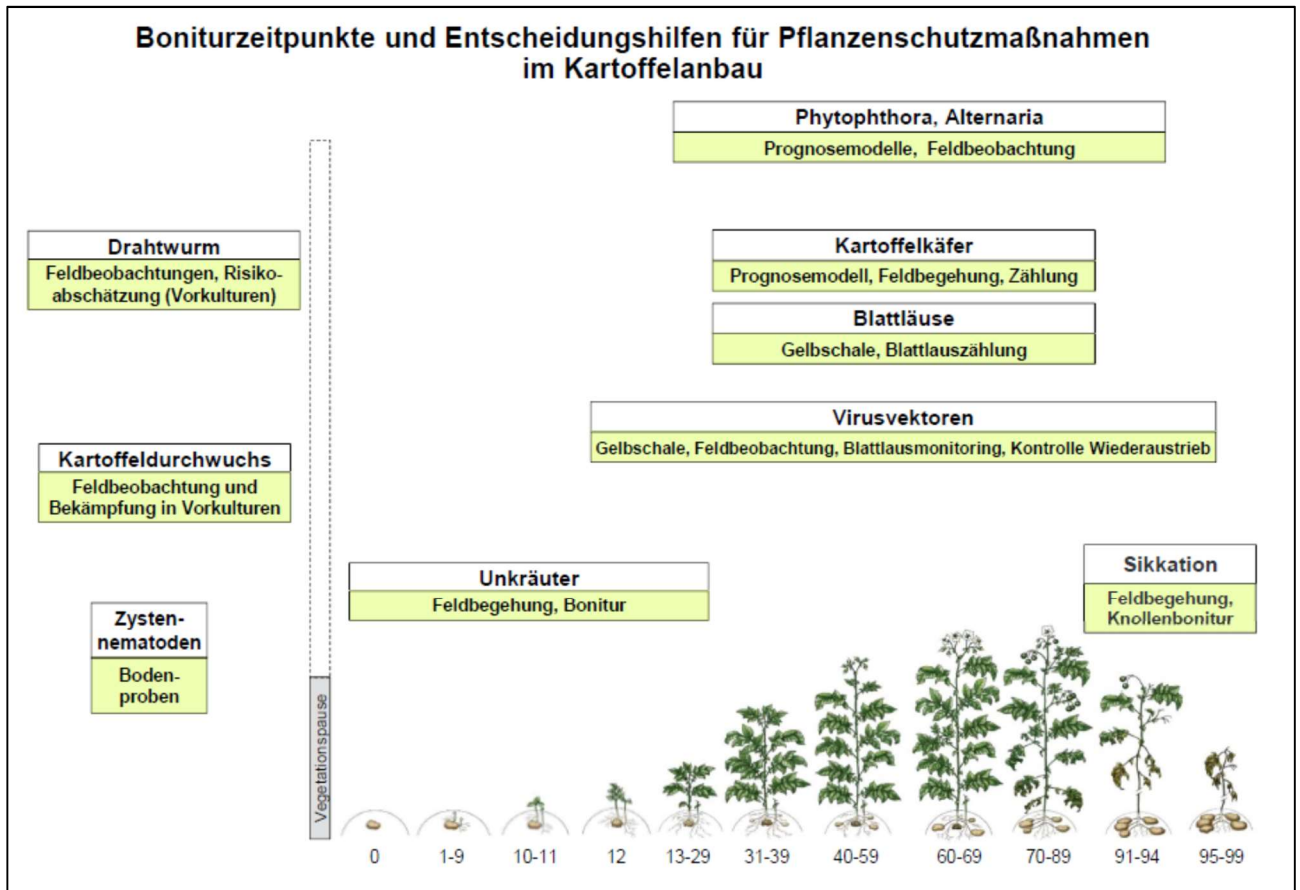 Boniturzeitpunkte und Entscheidungshilfen für Pflanzenschutzmaßnahmen
im Kartoffelanbau
Phytophthora, Alternaria
Prognosemodelle, Feldbeobachtung
Drahtwurm
Feldbeobachtungen, Risiko-
abschätzung (Vorkulturen)
Kartoffelkäfer
Prognosemodell, Feldbegehung, Zählung
Blattläuse
Gelbschale, Blattlauszählung
Virusvektoren
Gelbschale, Feldbeobachtung, Blattlausmonitoring, Kontrolle Wiederaustrieb
Kartoffeldurchwuchs
Feldbeobachtung und
Bekämpfung in Vorkulturen
Unkräuter
Feldbegehung, Bonitur
Sikkation
Feldbegehung,
Knollenbonitur
Zysten-
nematoden
Boden-
proben
Vegetationspause
0 1-9 10-11 12 13-29 31-39 40-59 60-69 70-89 91-94 95-99